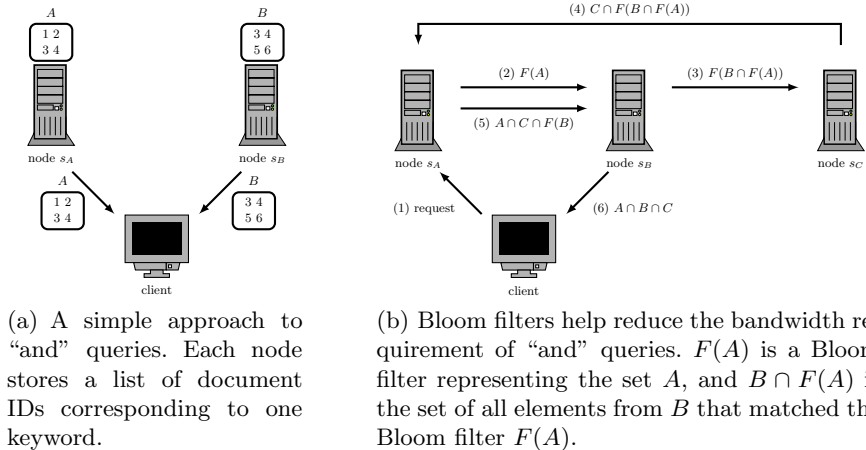 A
1 2
3 4
node s_A
B
3 4
5 6
node s_B
A
1 2
3 4
B
3 4
5 6
client
(a) A simple approach to
“and” queries. Each node
stores a list of document
IDs corresponding to one
keyword.
(4) C ∩ F(B ∩ F(A))
(2) F(A)
(3) F(B ∩ F(A))
(5) A ∩ C ∩ F(B)
node s_A
node s_B
node s_C
(1) request
(6) A ∩ B ∩ C
client
(b) Bloom filters help reduce the bandwidth re
quirement of “and” queries. F(A) is a Bloom
filter representing the set A, and B ∩ F(A) i
the set of all elements from B that matched th
Bloom filter F(A).